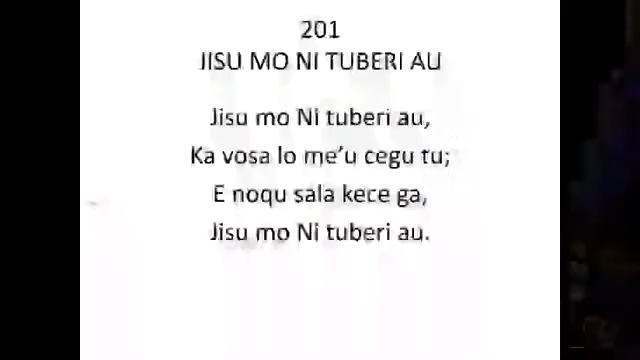 201
JISU MO NI TUBERI AU
Jisu mo Ni tuberi au,
Ka vosa lo me’u cegu tu;
E noqu sala kece ga,
Jisu mo Ni tuberi au.